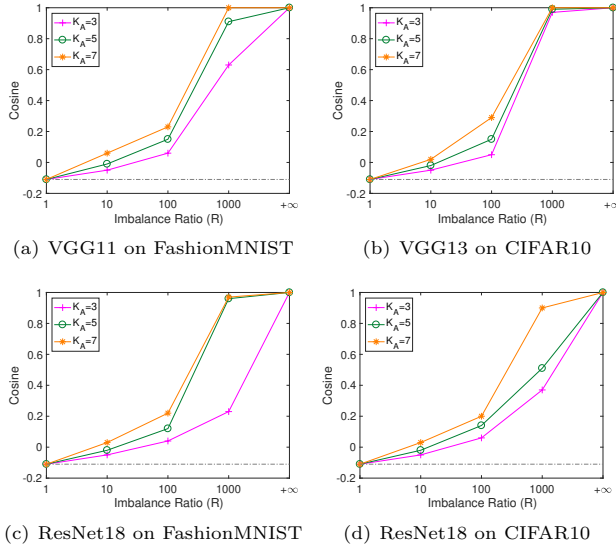 1
0.8
0.6
0.4
0.2
0
-0.2
Cosine
K_A=3
K_A=5
K_A=7
1 10 100 1000 +∞
Imbalance Ratio (R)
(a) VGG11 on FashionMNIST
1
0.8
0.6
0.4
0.2
0
-0.2
Cosine
K_A=3
K_A=5
K_A=7
1 10 100 1000 +∞
Imbalance Ratio (R)
(b) VGG13 on CIFAR10
1
0.8
0.6
0.4
0.2
0
-0.2
Cosine
K_A=3
K_A=5
K_A=7
1 10 100 1000 +∞
Imbalance Ratio (R)
(c) ResNet18 on FashionMNIST
1
0.8
0.6
0.4
0.2
0
-0.2
Cosine
K_A=3
K_A=5
K_A=7
1 10 100 1000 +∞
Imbalance Ratio (R)
(d) ResNet18 on CIFAR10